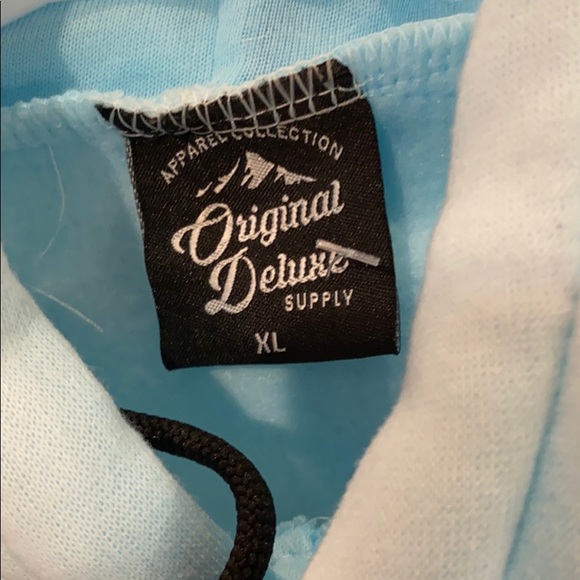 APPAREL COLLECTION
Original
Deluxe
SUPPLY
XL